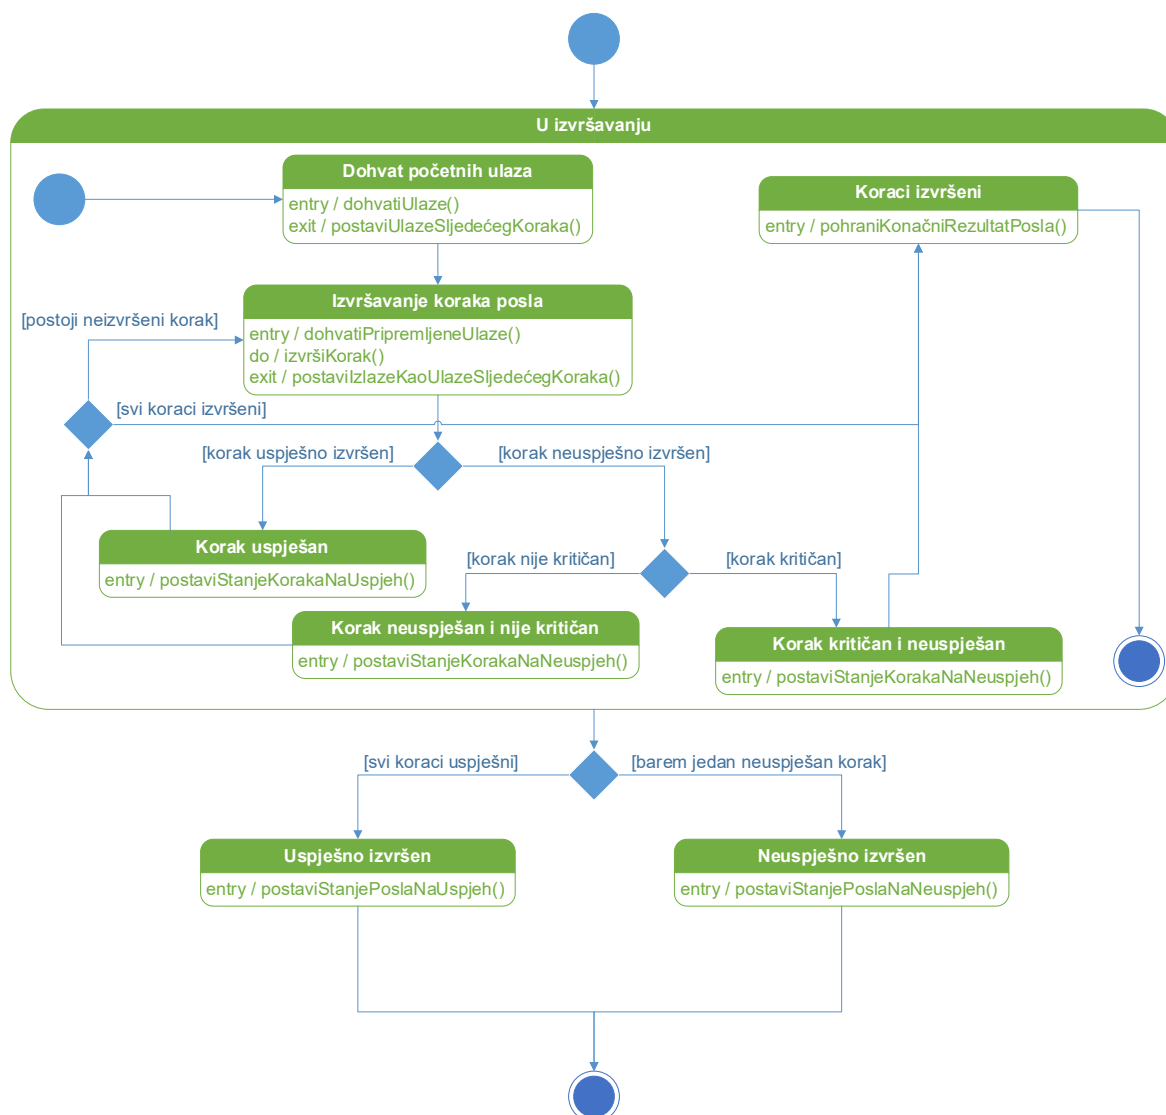 U izvršavanju
Dohvat početnih ulaza
entry / dohvatiUlaze()
exit / postaviUlazeSljedećegKoraka()
Koraci izvršeni
entry / pohraniKonačniRezultatPosla()
[postoji neizvršeni korak]
Izvršavanje koraka posla
entry / dohvatiPripremljeneUlaze()
do / izvršiKorak()
exit / postaviIzlazeKaoUlazeSljedećegKoraka()
[svi koraci izvršeni]
[korak uspješno izvršen]
[korak neuspješno izvršen]
Korak uspješan
entry / postaviStanjeKorakaNaUspjeh()
[korak nije kritičan]
[korak kritičan]
Korak neuspješan i nije kritičan
entry / postaviStanjeKorakaNaNeuspjeh()
Korak kritičan i neuspješan
entry / postaviStanjeKorakaNaNeuspjeh()
[svi koraci uspješni]
[barem jedan neuspješan korak]
Uspješno izvršen
entry / postaviStanjePoslaNaUspjeh()
Neuspješno izvršen
entry / postaviStanjePoslaNaNeuspjeh()